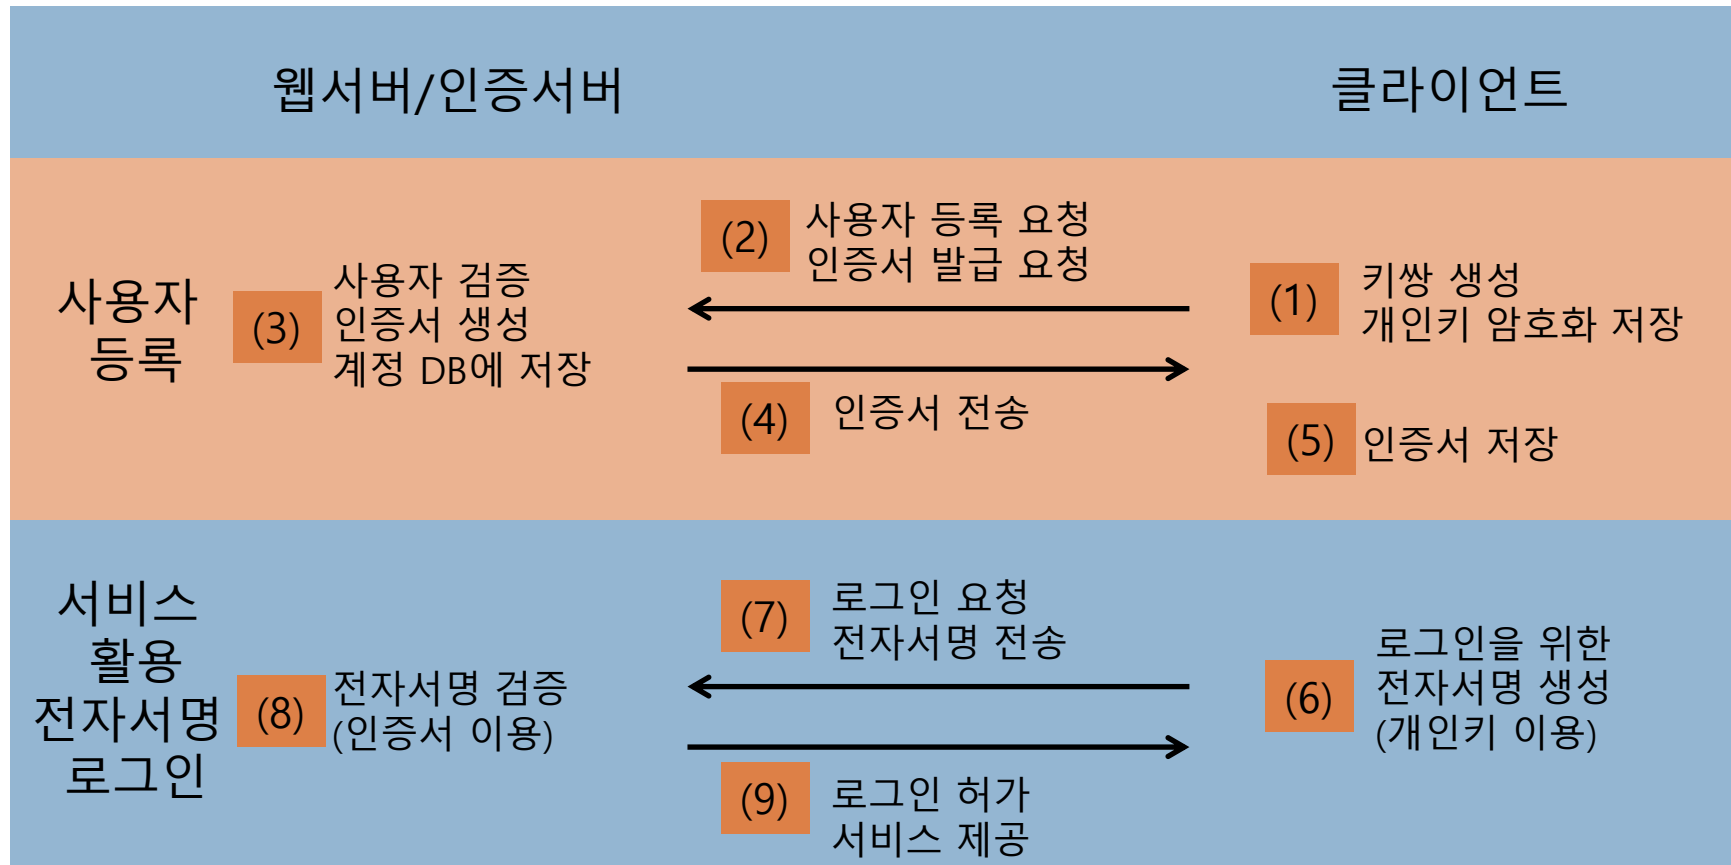 웹서버/인증서버
클라이언트
사용자
등록
(3)
사용자 검증
인증서 생성
계정 DB에 저장
(2)
사용자 등록 요청
인증서 발급 요청
(4)
인증서 전송
(1)
키쌍 생성
개인키 암호화 저장
(5)
인증서 저장
서비스
활용
전자서명
로그인
(8)
전자서명 검증
(인증서 이용)
(7)
로그인 요청
전자서명 전송
(9)
로그인 허가
서비스 제공
(6)
로그인을 위한
전자서명 생성
(개인키 이용)